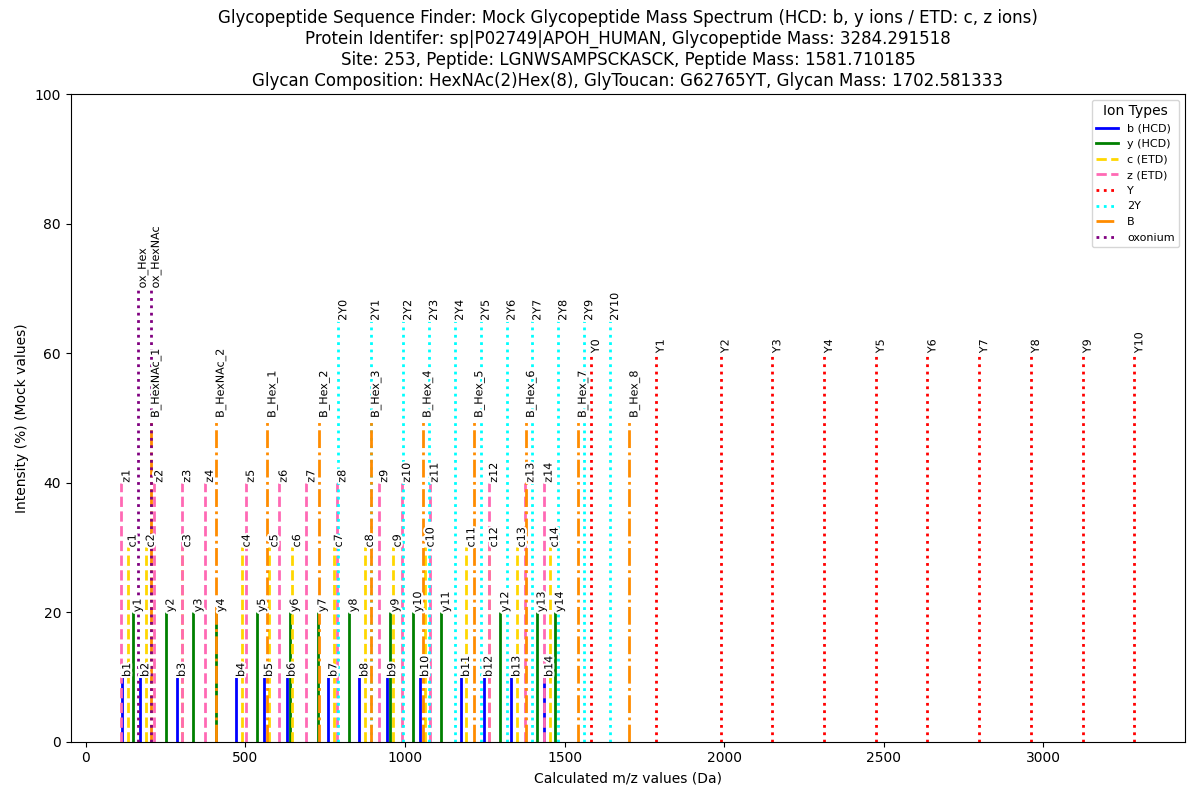 Glycopeptide Sequence Finder: Mock Glycopeptide Mass Spectrum (HCD: b, y ions / ETD: c, z ions)
Protein Identifer: sp|P02749|APOH_HUMAN, Glycopeptide Mass: 3284.291518
Site: 253, Peptide: LGNWSAMPSCKASCK, Peptide Mass: 1581.710185
Glycan Composition: HexNAc(2)Hex(8), GlyToucan: G62765YT, Glycan Mass: 1702.581333
Intensity (%) (Mock values)
100
80
60
40
20
0
Ion Types
b (HCD)
y (HCD)
c (ETD)
z (ETD)
Y
2Y
B
oxonium
ox_Hex
ox_HexNAc
2Y0
2Y1
2Y2
2Y3
2Y4
2Y5
2Y6
2Y7
2Y8
2Y9
2Y10
Y0
Y1
Y2
Y3
Y4
Y5
Y6
Y7
Y8
Y9
Y10
B_HexNAc_1
B_HexNAc_2
B_Hex_1
B_Hex_2
B_Hex_3
B_Hex_4
B_Hex_5
B_Hex_6
B_Hex_7
B_Hex_8
z1
z2
z3
z4
z5
z6
z7
z8
z9
z10
z11
z12
z13
z14
c1
c2
c3
c4
c5
c6
c7
c8
c9
c10
c11
c12
c13
c14
y1
y2
y3
y4
y5
y6
y7
y8
y9
y10
y11
y12
y13
y14
b1
b2
b3
b4
b5
b6
b7
b8
b9
b10
b11
b12
b13
b14
0
500
1000
1500
2000
2500
3000
Calculated m/z values (Da)